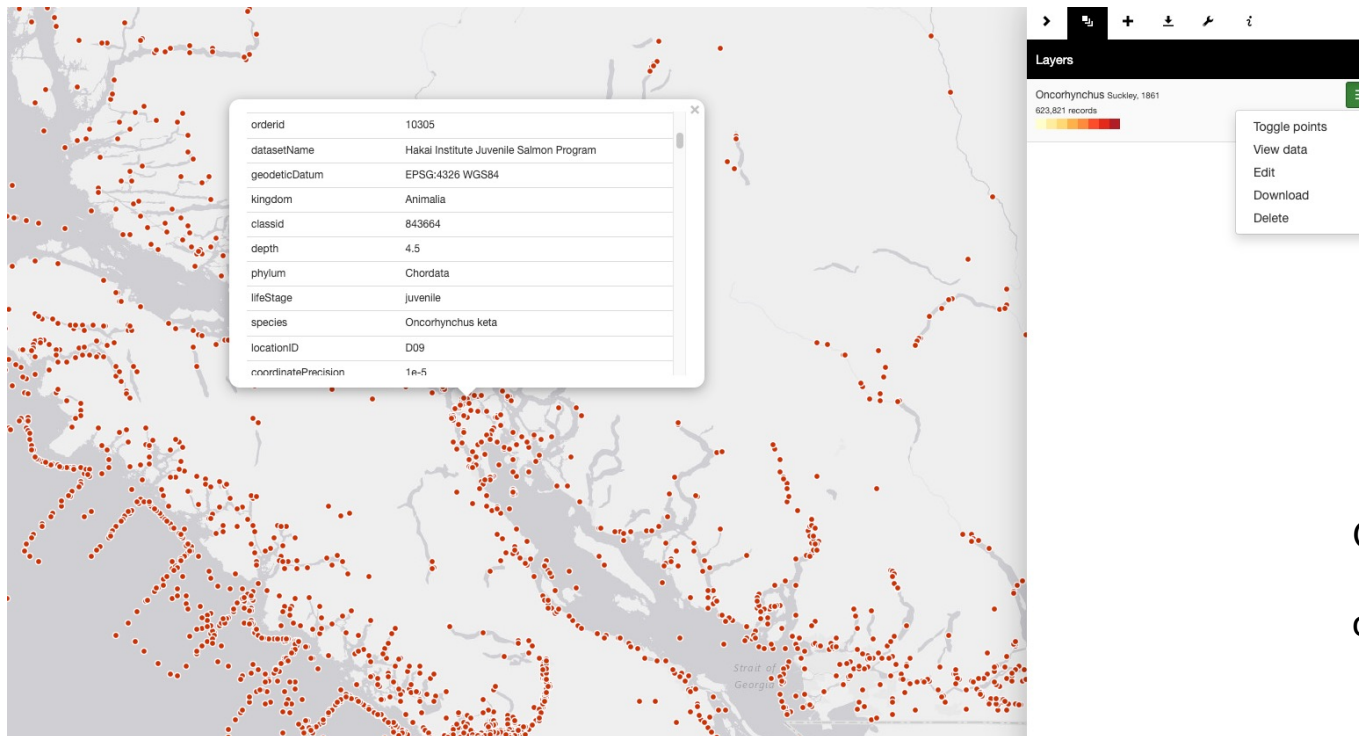 Layers
Oncorhynchus Suckley, 1861
623,821 records
Toggle points
View data
Edit
Download
Delete
orderid 10305
datasetName Hakai Institute Juvenile Salmon Program
geodeticDatum EPSG:4326 WGS84
kingdom Animalia
classid 843664
depth 4.5
phylum Chordata
lifeStage juvenile
species Oncorhynchus keta
locationID D09
coordinatePrecision 1e-5
Strait of
Georgia